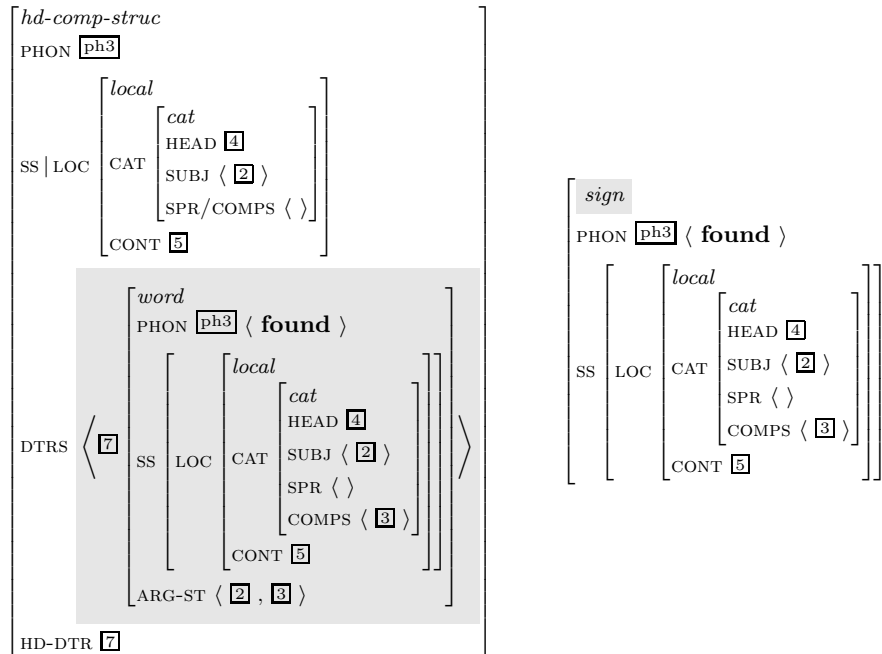 hd-comp-struc
PHON ph3
local
cat
HEAD 4
SS | LOC CAT SUBJ ⟨ 2 ⟩
SPR/COMPS ⟨ ⟩
CONT 5
word
PHON ph3 ⟨ found ⟩
local
cat
HEAD 4
DTRS ⟨ 7 SS LOC CAT SUBJ ⟨ 2 ⟩ ⟩
SPR ⟨ ⟩
COMPS ⟨ 3 ⟩
CONT 5
ARG-ST ⟨ 2 , 3 ⟩
HD-DTR 7
sign
PHON ph3 ⟨ found ⟩
local
cat
HEAD 4
SS LOC CAT SUBJ ⟨ 2 ⟩
SPR ⟨ ⟩
COMPS ⟨ 3 ⟩
CONT 5